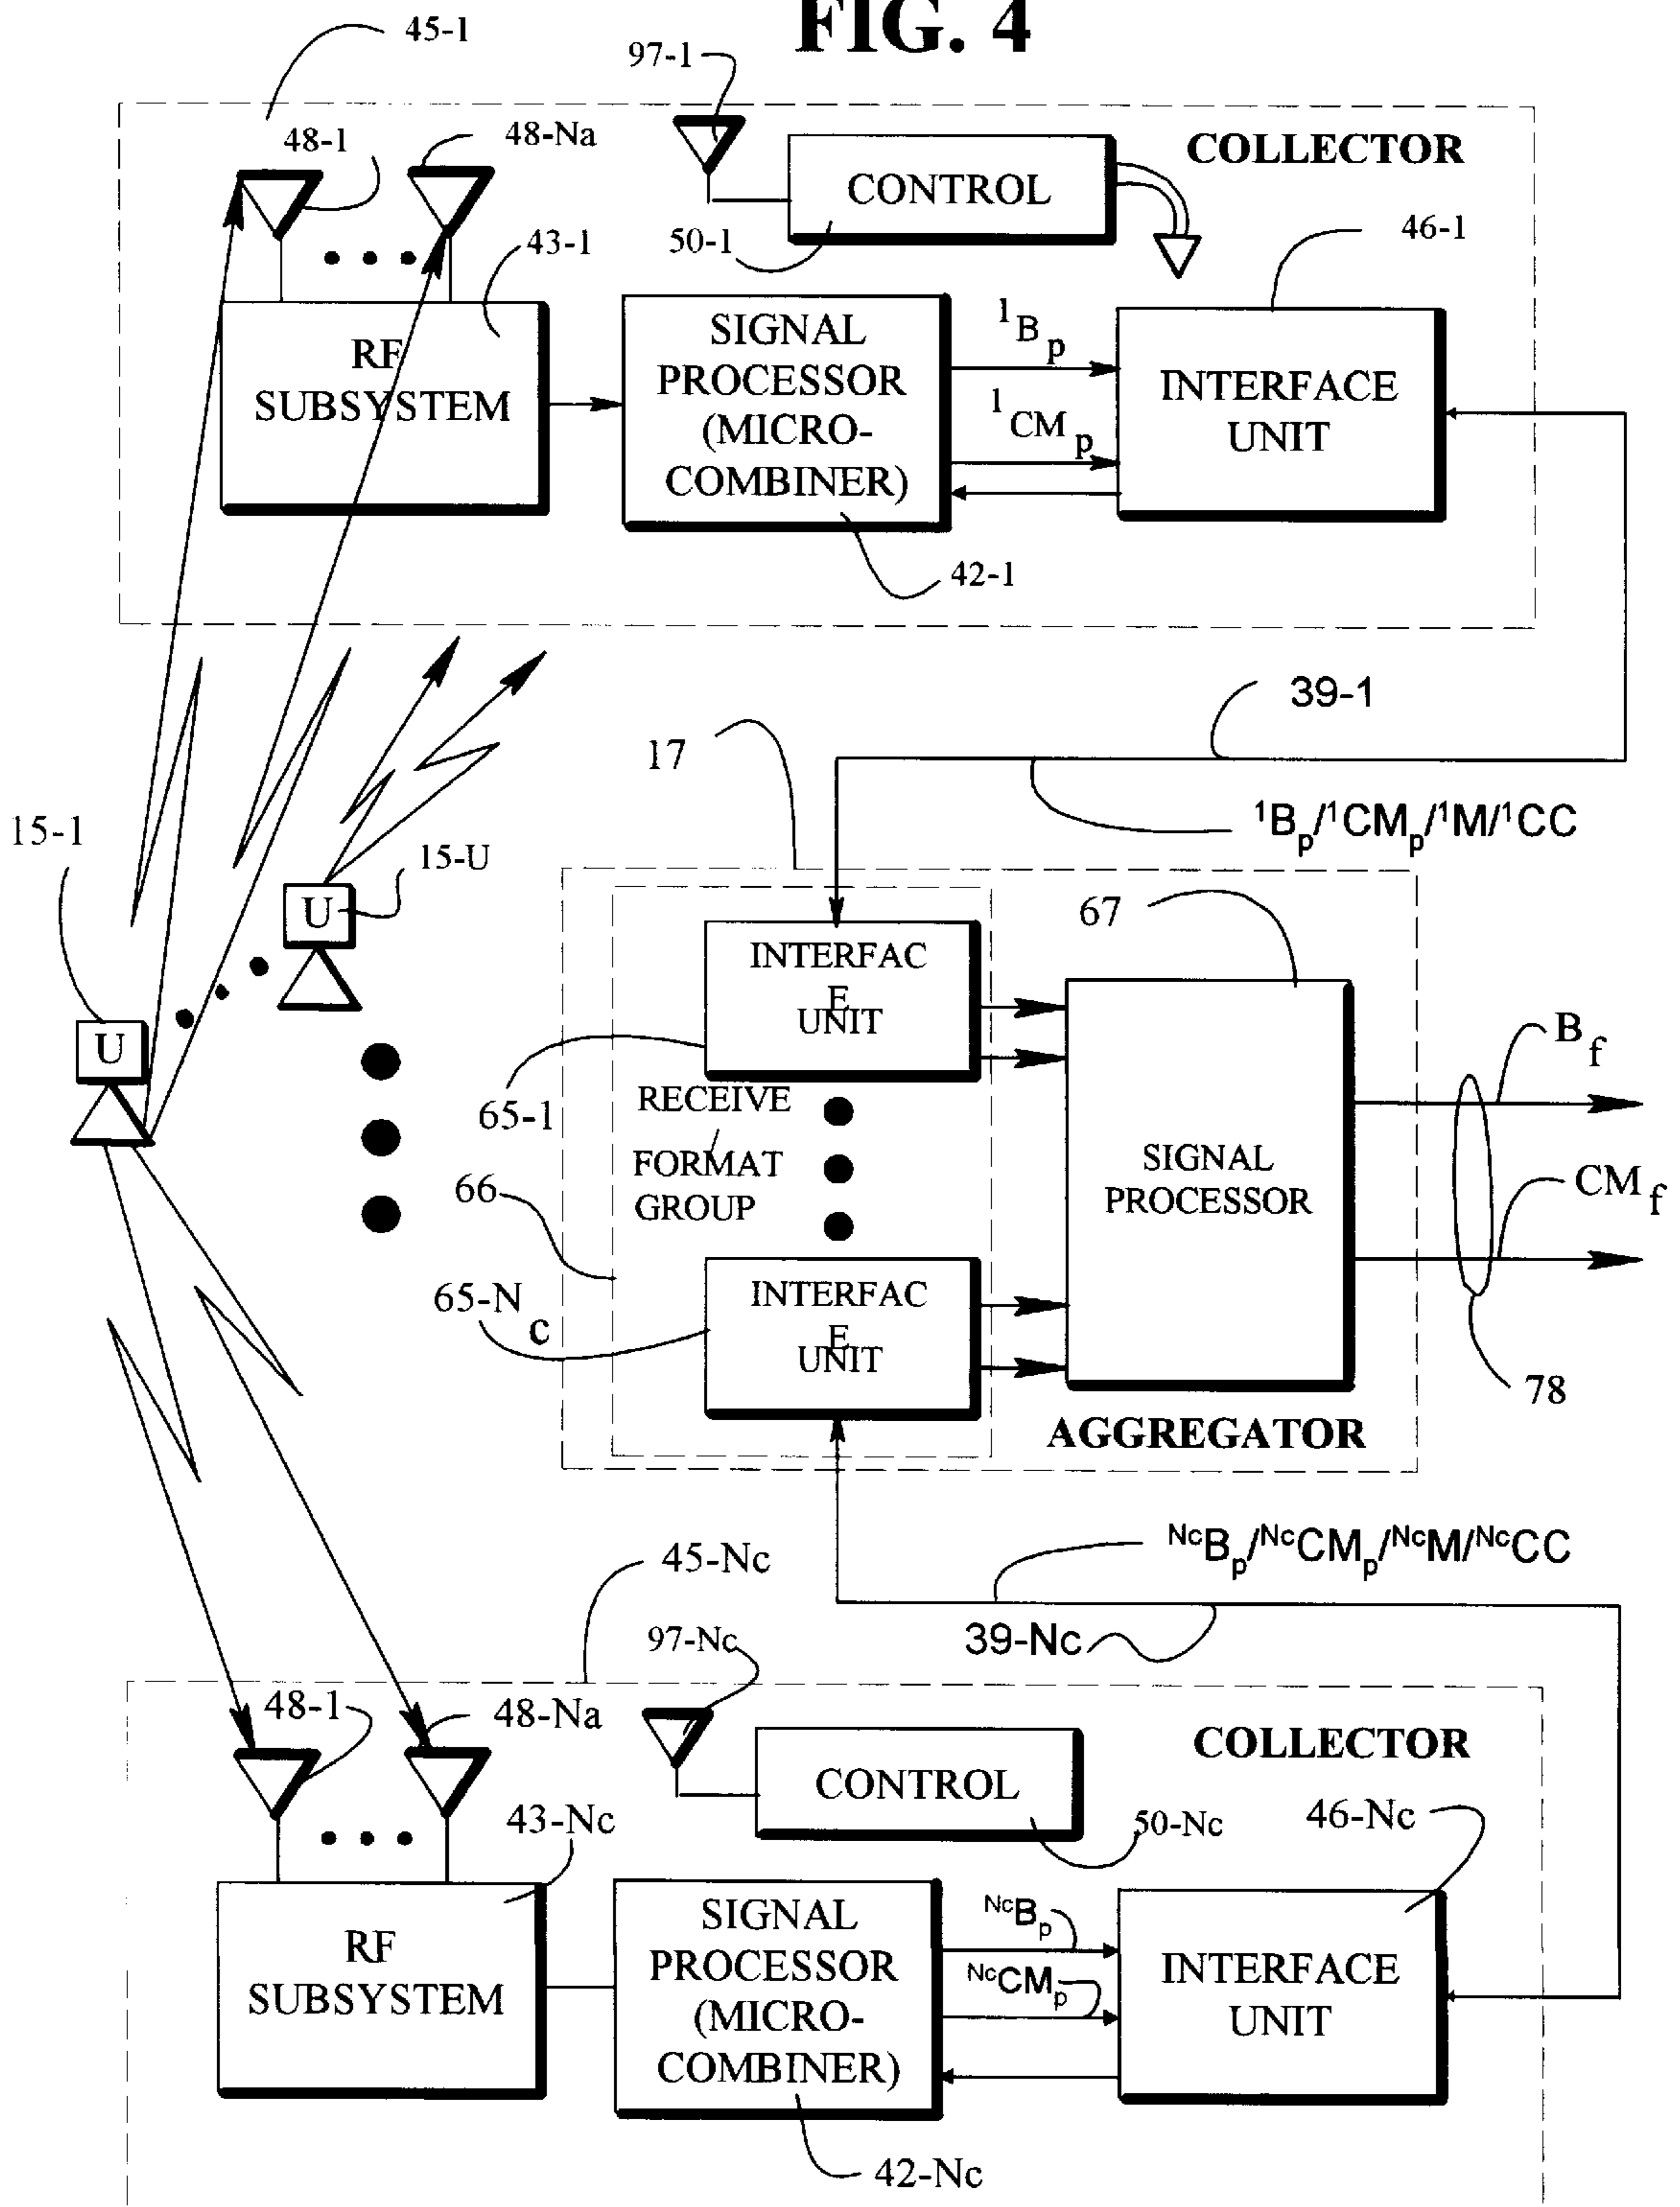 FIG. 4
45-1
97-1
48-1
48-Na
COLLECTOR
CONTROL
43-1
50-1
46-1
RF
SUBSYSTEM
SIGNAL
PROCESSOR
(MICRO-
COMBINER)
1Bp
1CMp
INTERFACE
UNIT
42-1
39-1
17
1Bp/1CMp/1M/1CC
15-1
15-U
U
67
INTERFAC
E
UNIT
U
Bf
65-1
RECEIVE
/
FORMAT
GROUP
SIGNAL
PROCESSOR
CMf
66
65-Nc
INTERFAC
E
UNIT
78
AGGREGATOR
NcBp/NcCMp/NcM/NcCC
45-Nc
39-Nc
97-Nc
48-1
48-Na
COLLECTOR
CONTROL
43-Nc
50-Nc
46-Nc
RF
SUBSYSTEM
SIGNAL
PROCESSOR
(MICRO-
COMBINER)
NcBp
NcCMp
INTERFACE
UNIT
42-Nc